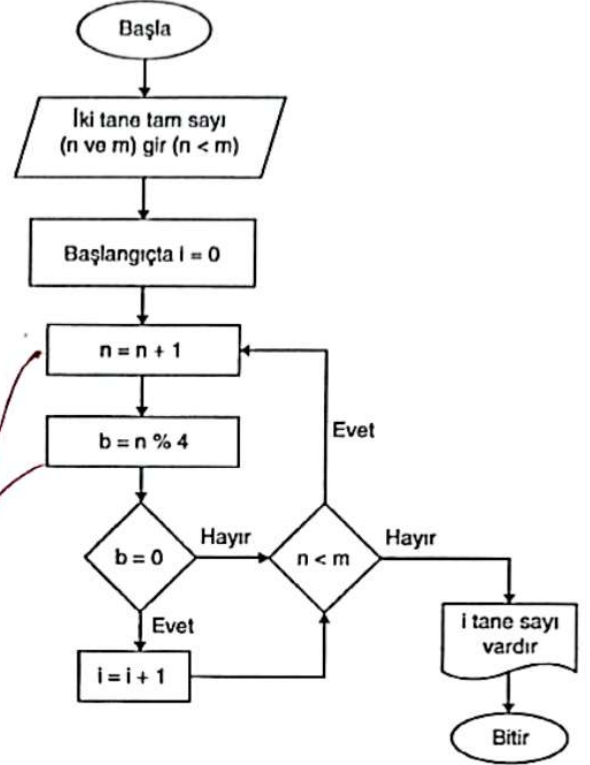 Başla
İki tane tam sayı
(n ve m) gir (n < m)
Başlangıçta i = 0
n = n + 1
b = n % 4
Evet
b = 0
Hayır
n < m
Hayır
Evet
i = i + 1
i tane sayı
vardır
Bitir